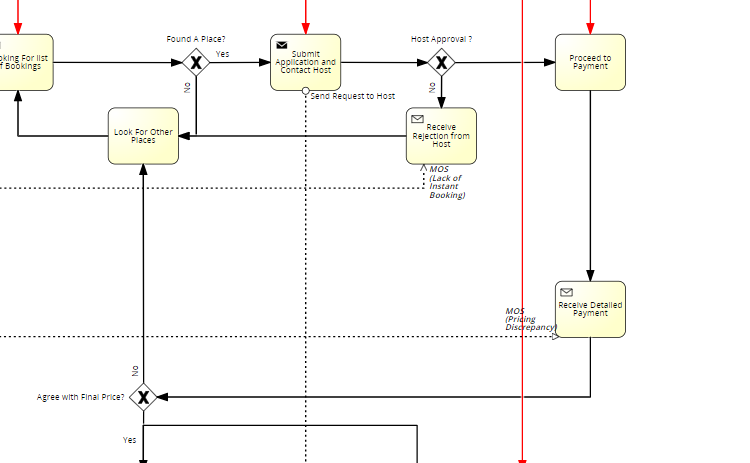 Found A Place?
Yes
No
oking For list
f Bookings
Submit
Application and
Contact Host
Send Request to Host
Host Approval ?
No
Proceed to
Payment
Look For Other
Places
Receive
Rejection from
Host
MOS
(Lack of
Instant
Booking)
MOS
(Pricing
Discrepancy)
Receive Detailed
Payment
No
Agree with Final Price?
Yes